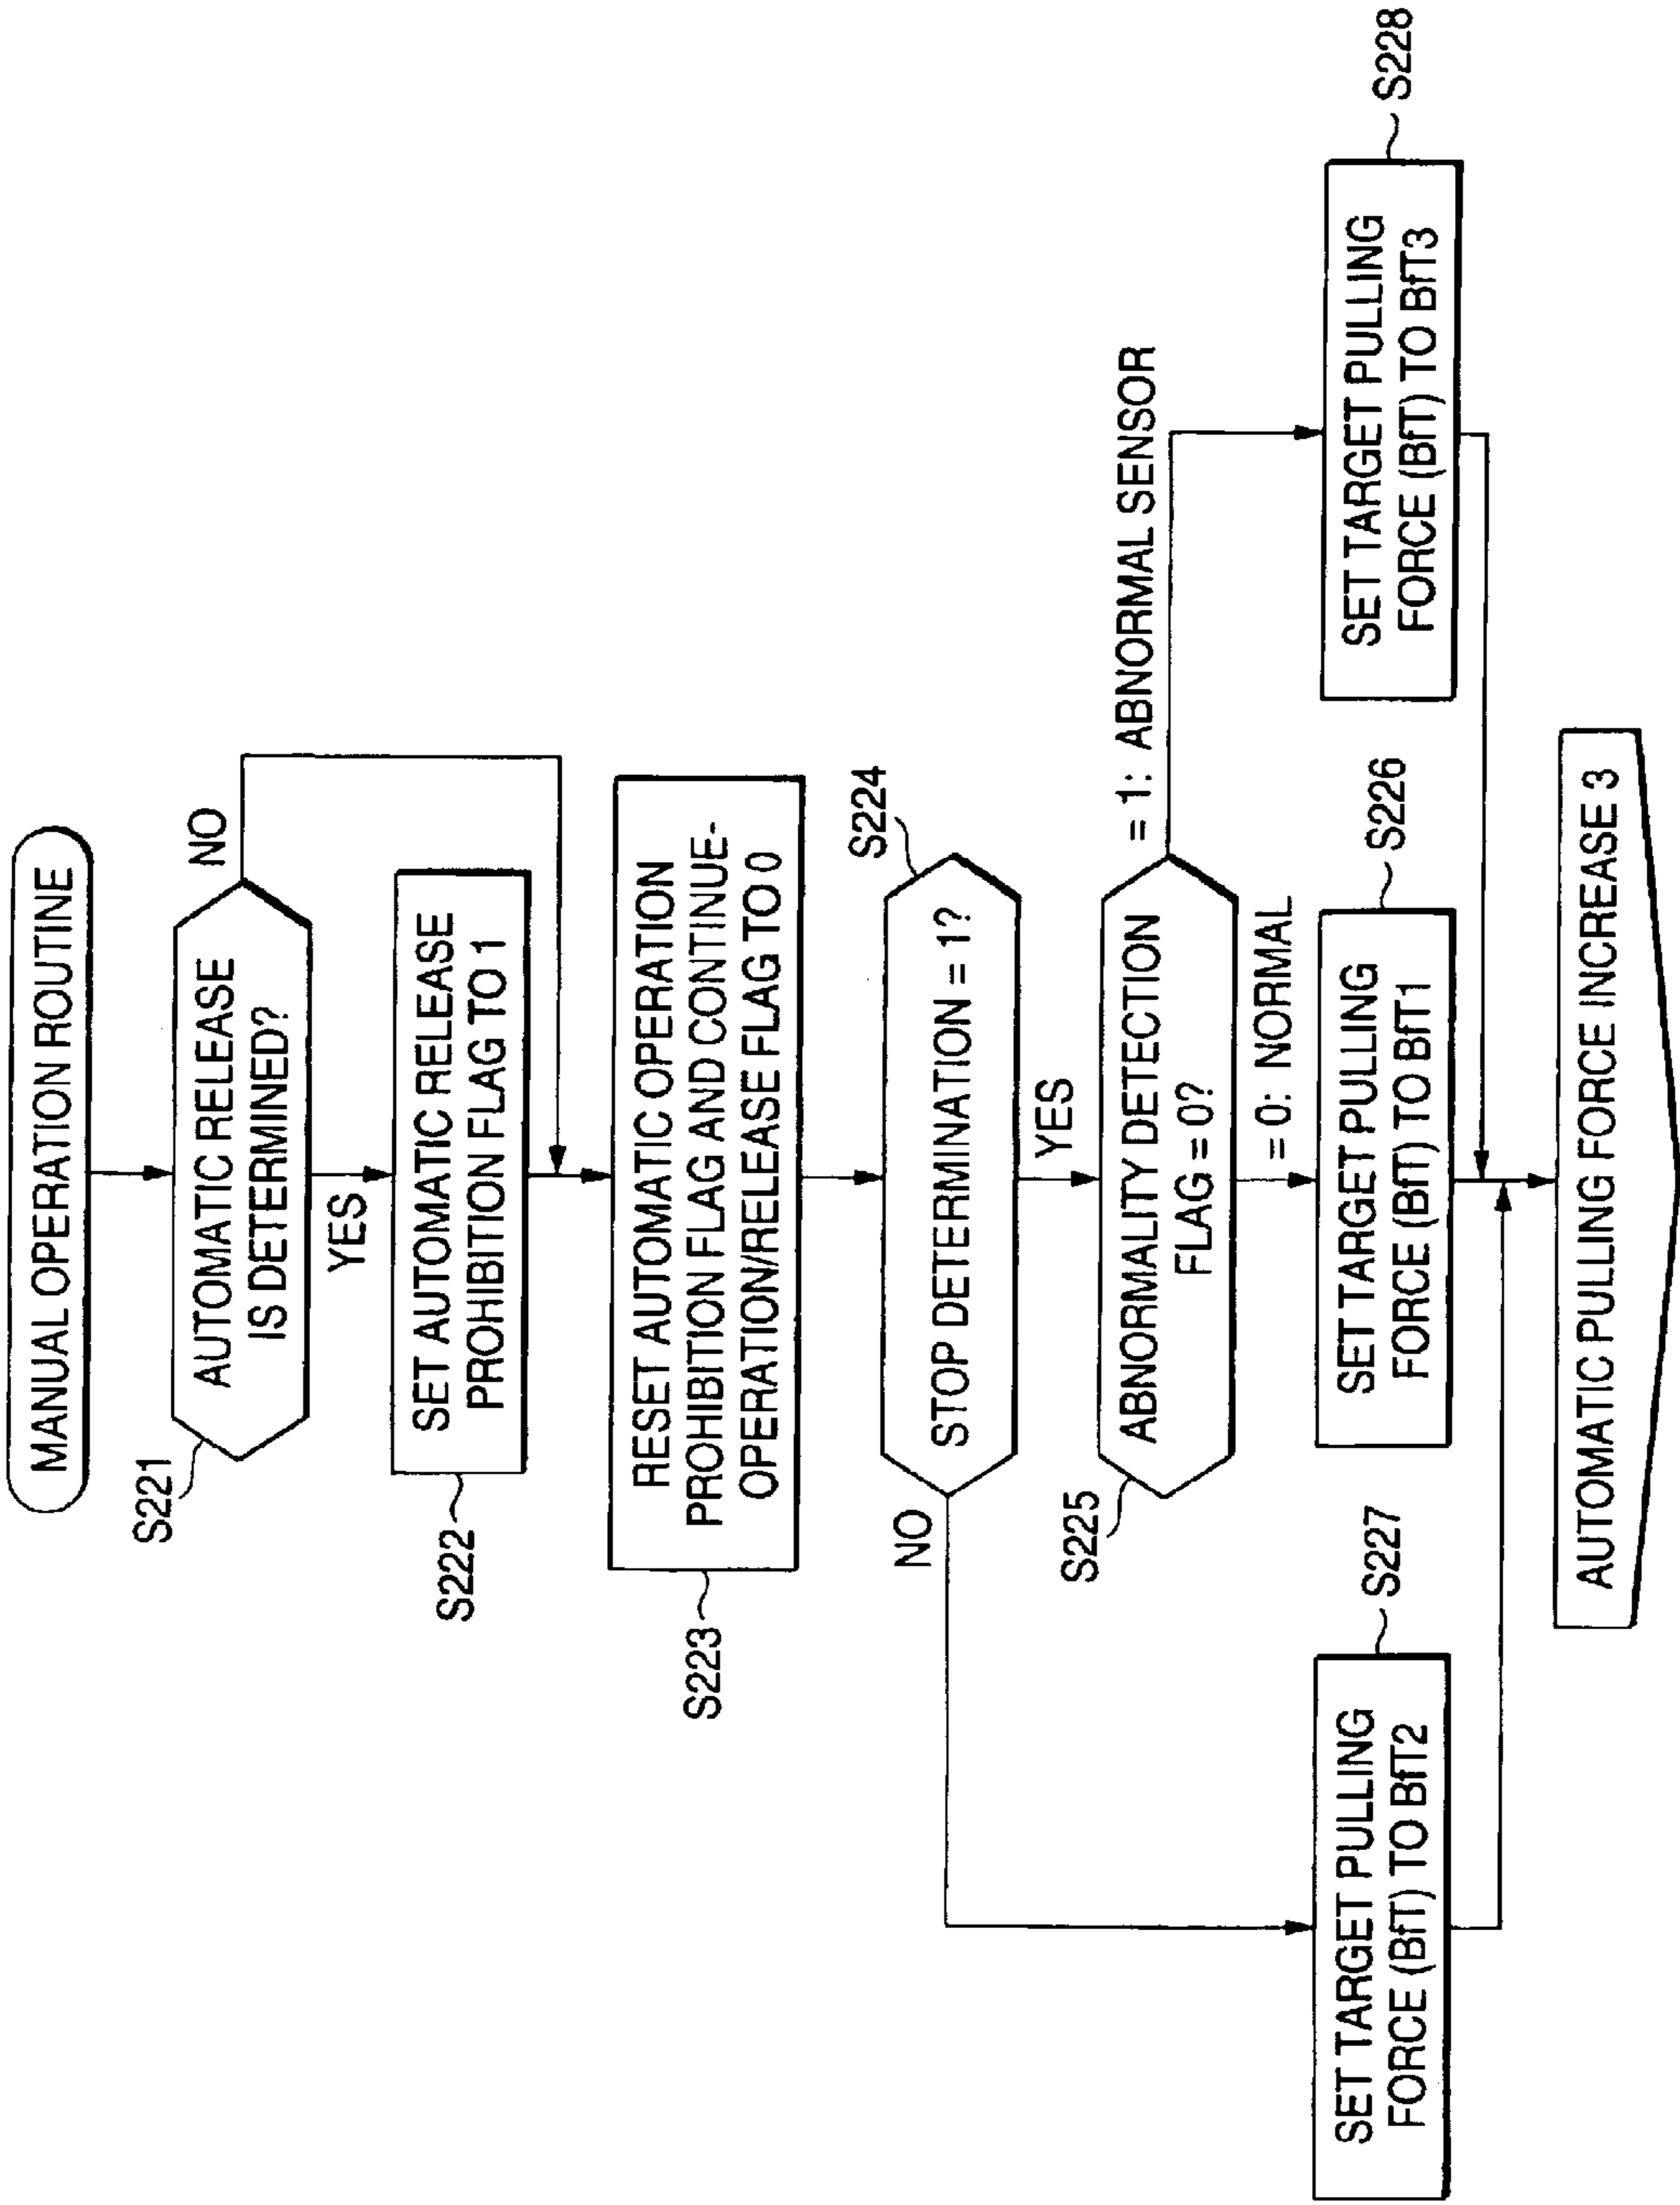 MANUAL OPERATION ROUTINE
S221
AUTOMATIC RELEASE
IS DETERMINED?
NO
YES
S222
SET AUTOMATIC RELEASE
PROHIBITION FLAG TO 1
S223
RESET AUTOMATIC OPERATION
PROHIBITION FLAG AND CONTINUE-
OPERATION/RELEASE FLAG TO 0
S224
STOP DETERMINATION = 1?
NO
YES
S225
ABNORMALITY DETECTION
FLAG = 0?
= 1: ABNORMAL SENSOR
= 0: NORMAL
S227
SET TARGET PULLING
FORCE (BfT) TO BfT2
S226
SET TARGET PULLING
FORCE (BfT) TO BfT1
S228
SET TARGET PULLING
FORCE (BfT) TO BfT3
AUTOMATIC PULLING FORCE INCREASE 3